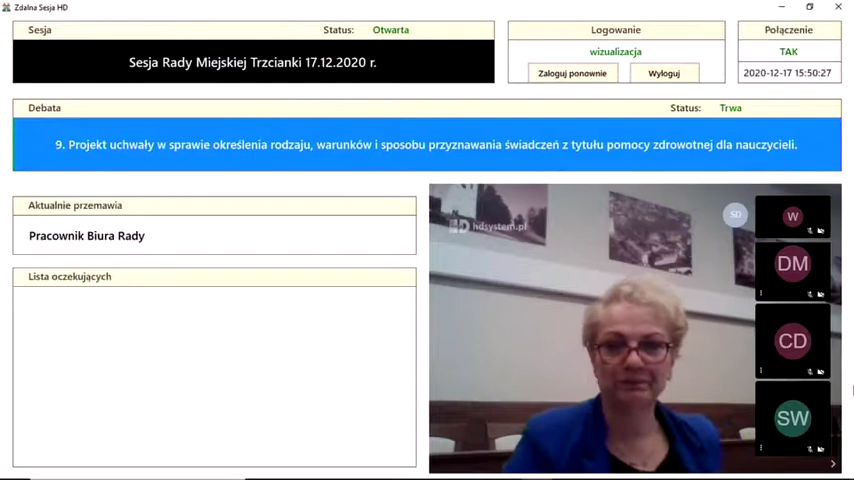 Zdalna Sesja HD
Sesja
Status: Otwarta
Sesja Rady Miejskiej Trzcianki 17.12.2020 r.
Logowanie
wizualizacja
Zaloguj ponownie
Wyloguj
Połączenie
TAK
2020-12-17 15:50:27
Debata
Status: Trwa
9. Projekt uchwały w sprawie określenia rodzaju, warunków i sposobu przyznawania świadczeń z tytułu pomocy zdrowotnej dla nauczycieli.
Aktualnie przemawia
Pracownik Biura Rady
Lista oczekujących
HD hdsystem.pl
SD
W
DM
CD
SW